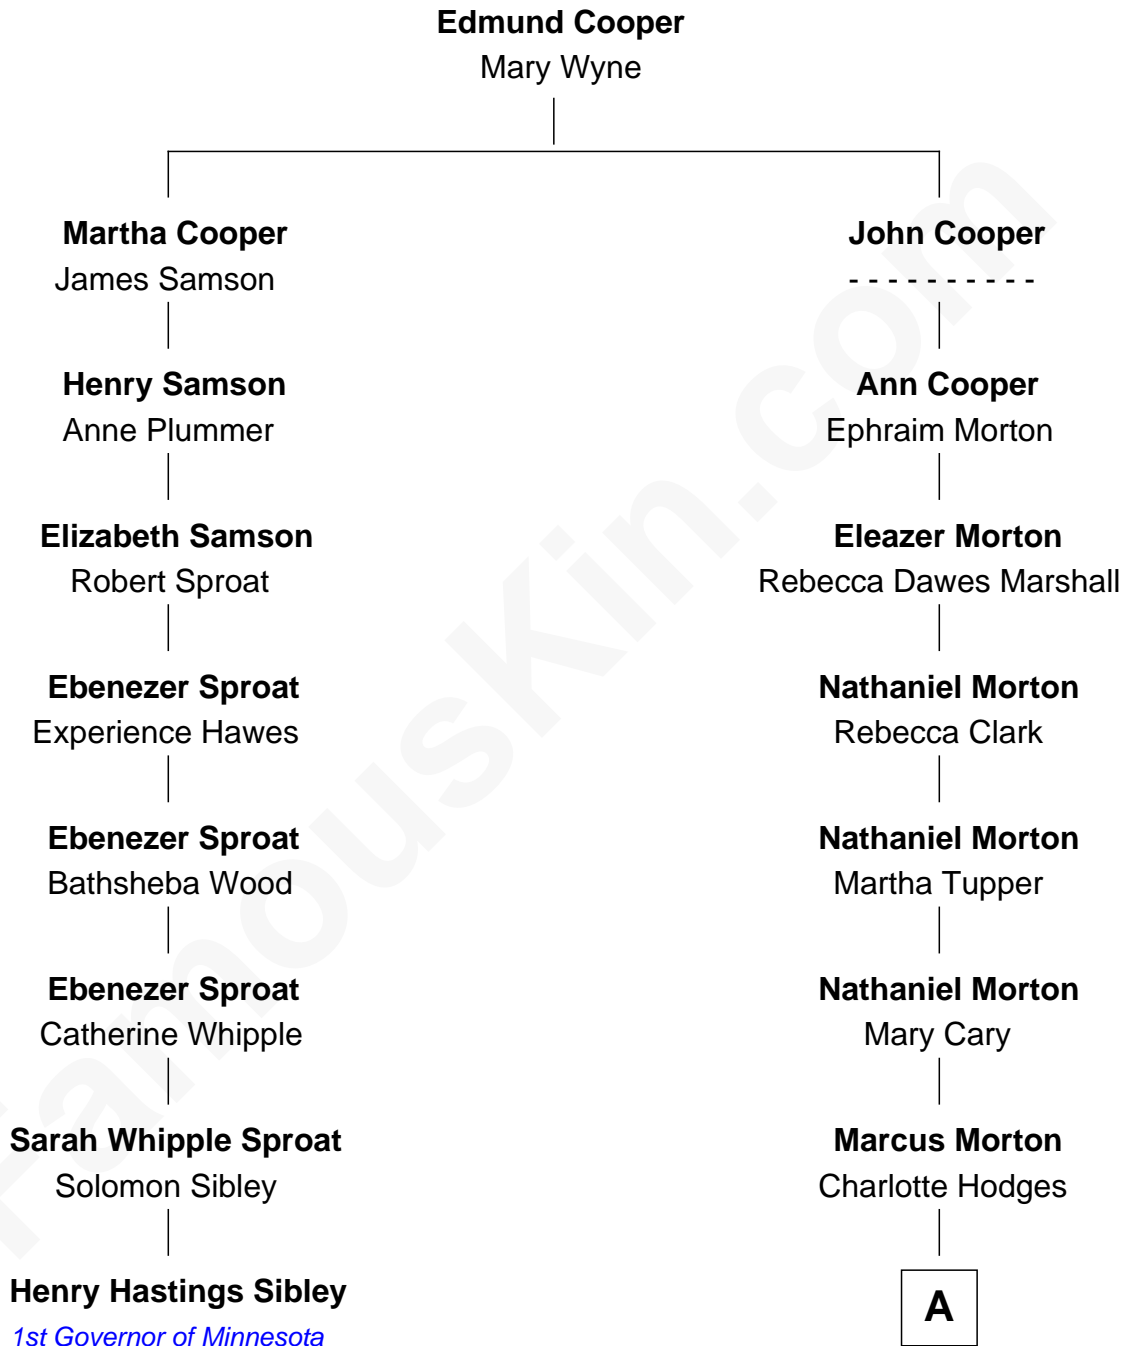 Edmund Cooper
Mary Wyne
Martha Cooper
James Samson
Henry Samson
Anne Plummer
Elizabeth Samson
Robert Sproat
Ebenezer Sproat
Experience Hawes
Ebenezer Sproat
Bathsheba Wood
Ebenezer Sproat
Catherine Whipple
Sarah Whipple Sproat
Solomon Sibley
Henry Hastings Sibley
1st Governor of Minnesota
John Cooper
- - - - - - - - - -
Ann Cooper
Ephraim Morton
Eleazer Morton
Rebecca Dawes Marshall
Nathaniel Morton
Rebecca Clark
Nathaniel Morton
Martha Tupper
Nathaniel Morton
Mary Cary
Marcus Morton
Charlotte Hodges
A
FamousKin.com